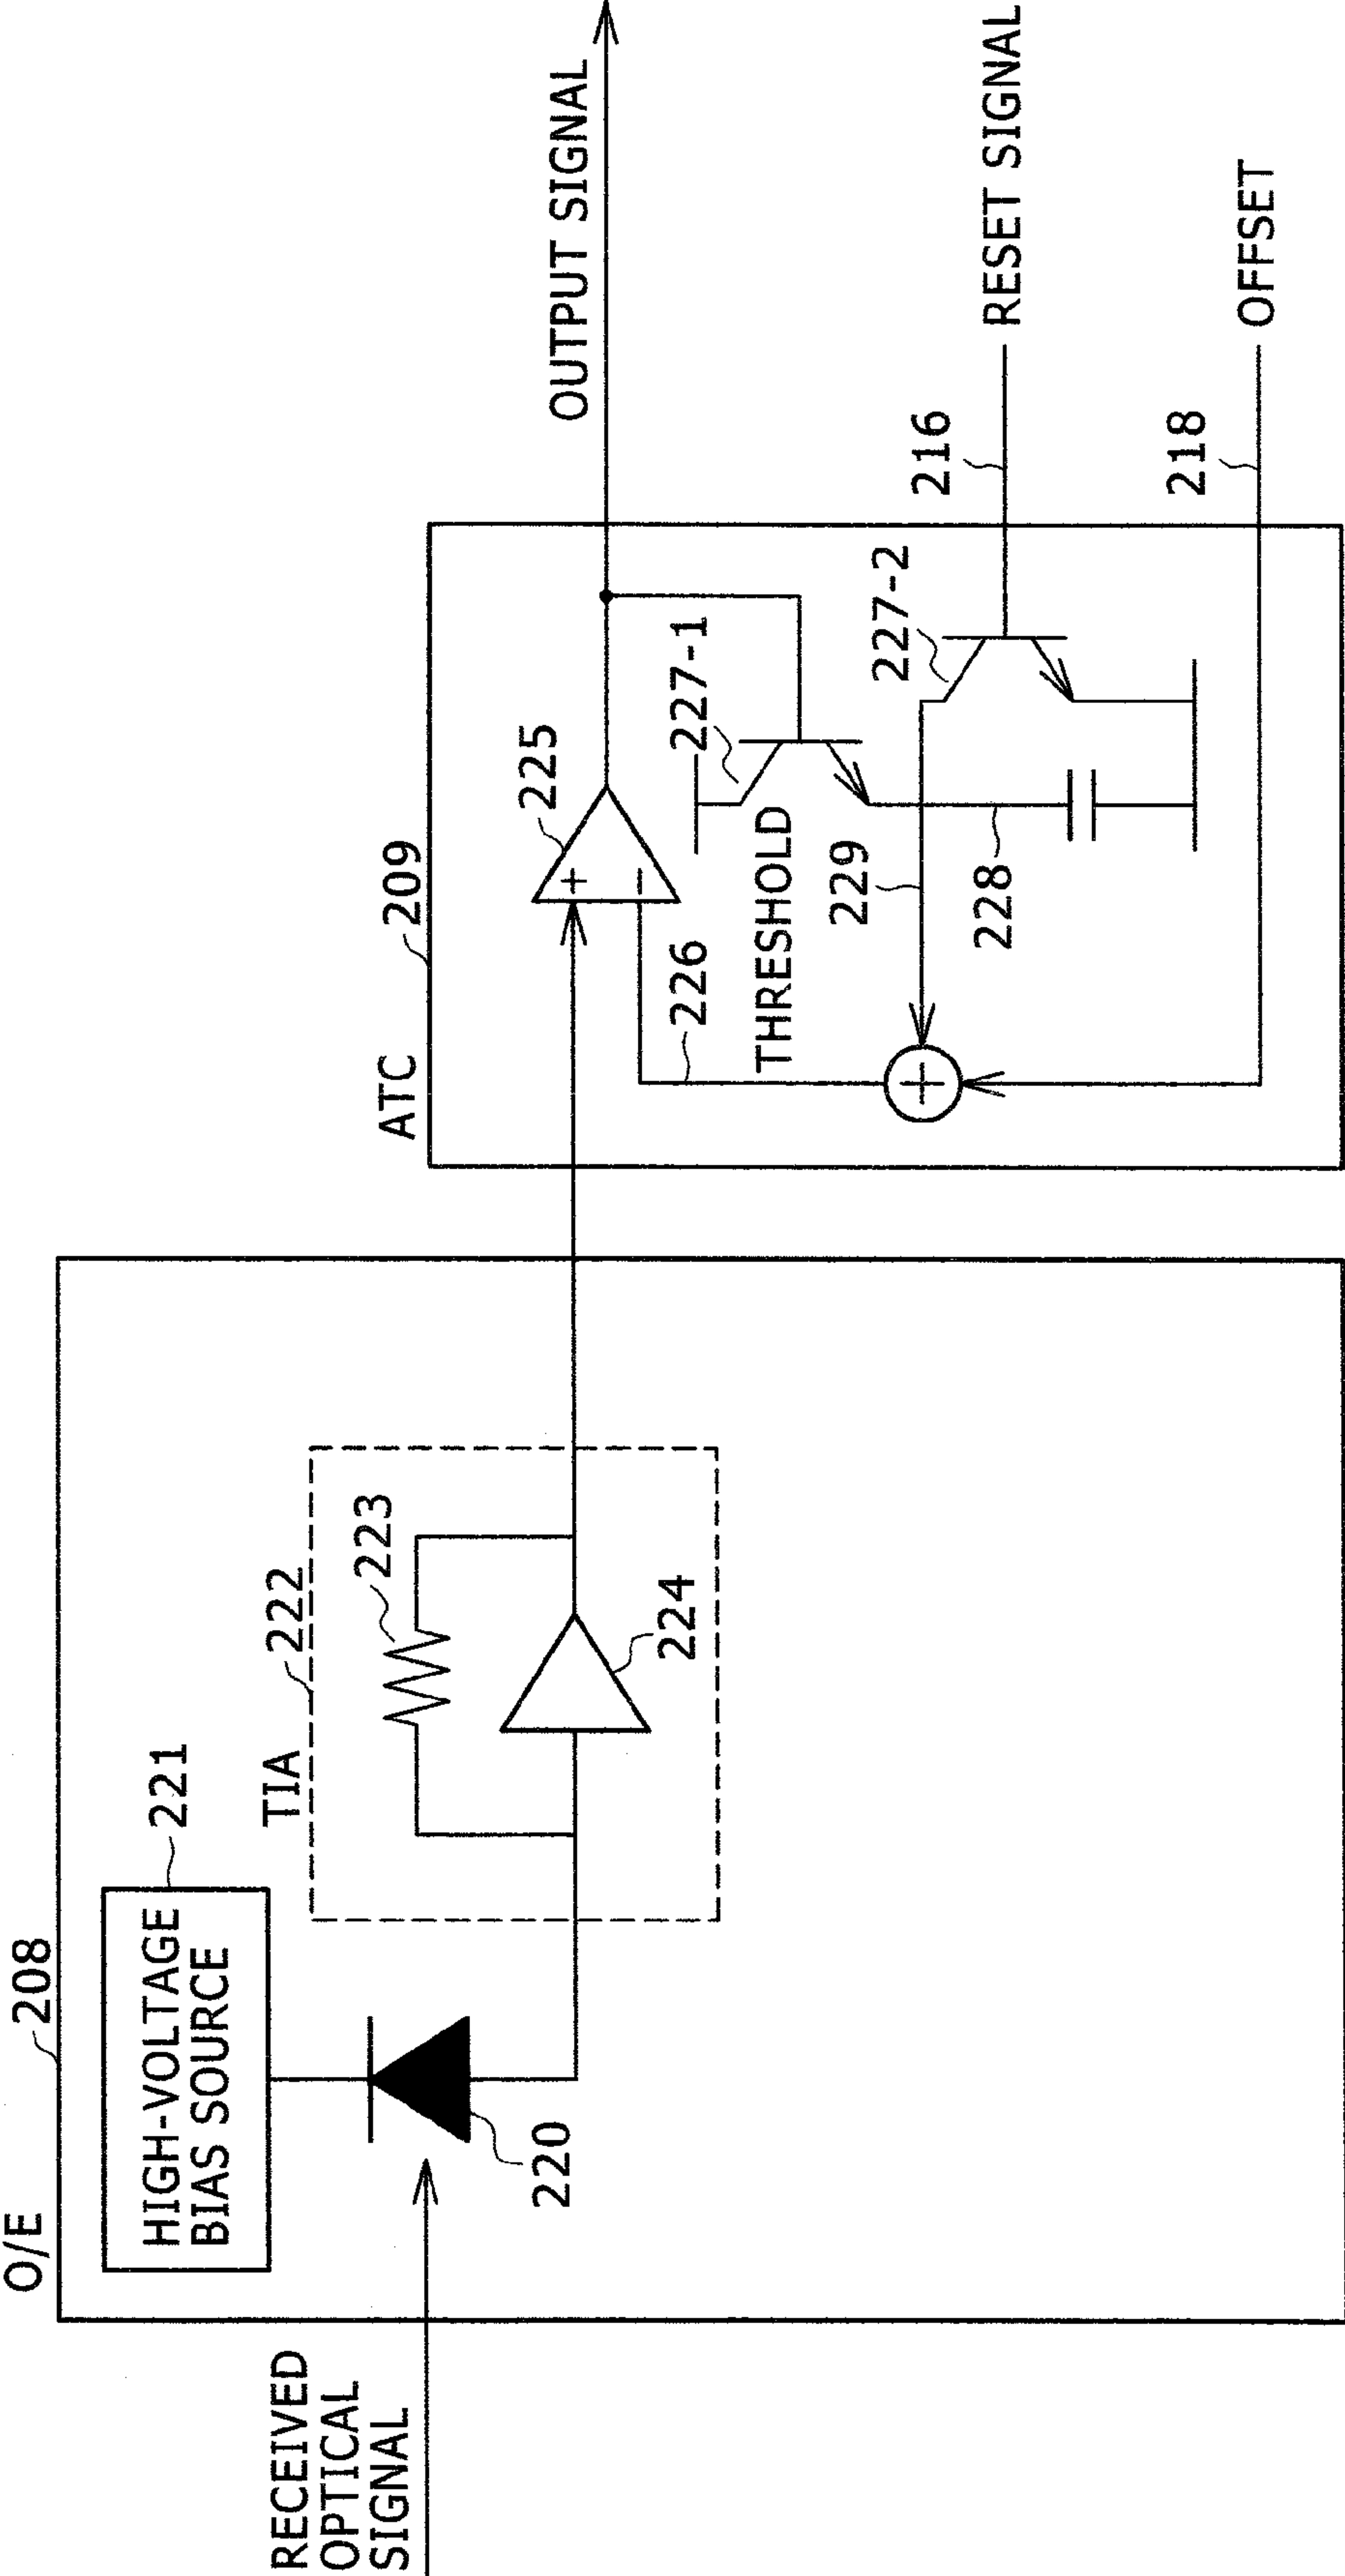 O/E
208
HIGH-VOLTAGE
BIAS SOURCE
221
RECEIVED
OPTICAL
SIGNAL
220
TIA
222
223
224
ATC
209
225
+
−
226
THRESHOLD
227-1
229
228
227-2
+
216
218
OUTPUT SIGNAL
RESET SIGNAL
OFFSET